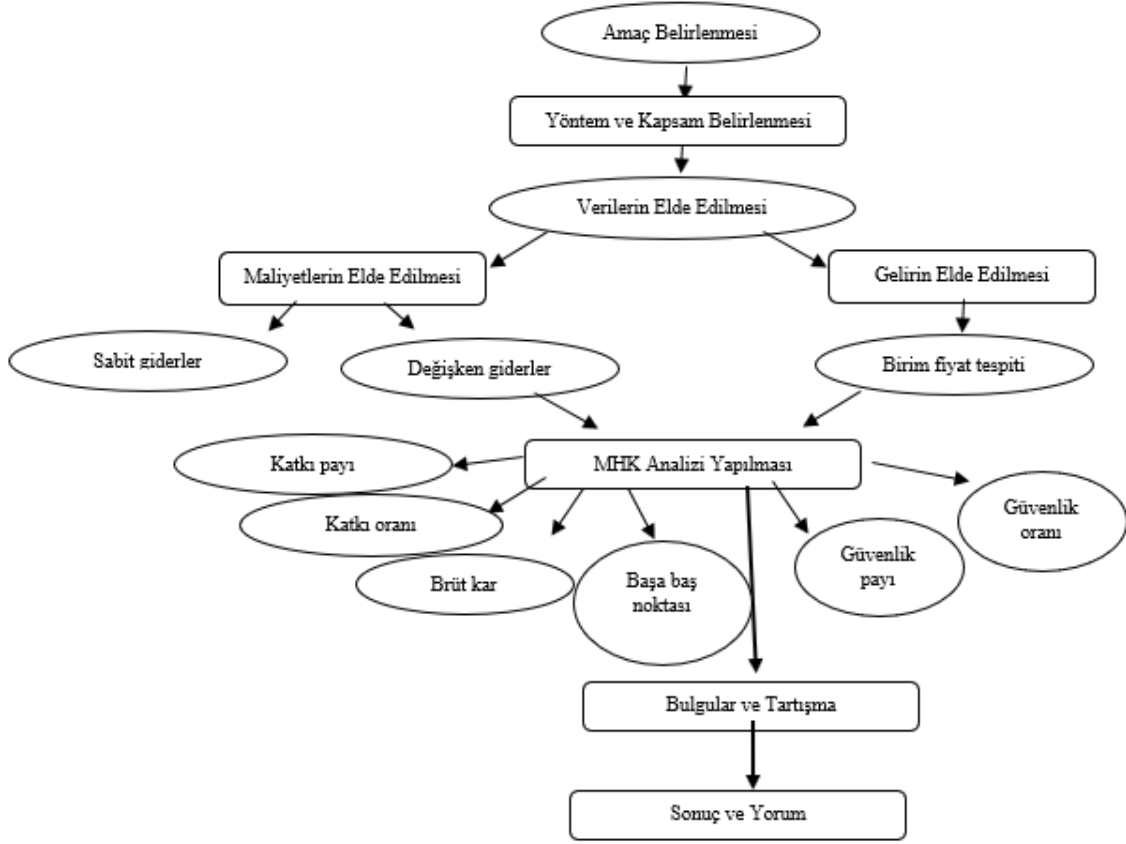 Amaç Belirlenmesi
Yöntem ve Kapsam Belirlenmesi
Verilerin Elde Edilmesi
Maliyetlerin Elde Edilmesi
Gelirin Elde Edilmesi
Sabit giderler
Değişken giderler
Birim fiyat tespiti
Katkı payı
MHK Analizi Yapılması
Katkı oranı
Güvenlik
oranı
Brüt kar
Başa baş
noktası
Güvenlik
payı
Bulgular ve Tartışma
Sonuç ve Yorum